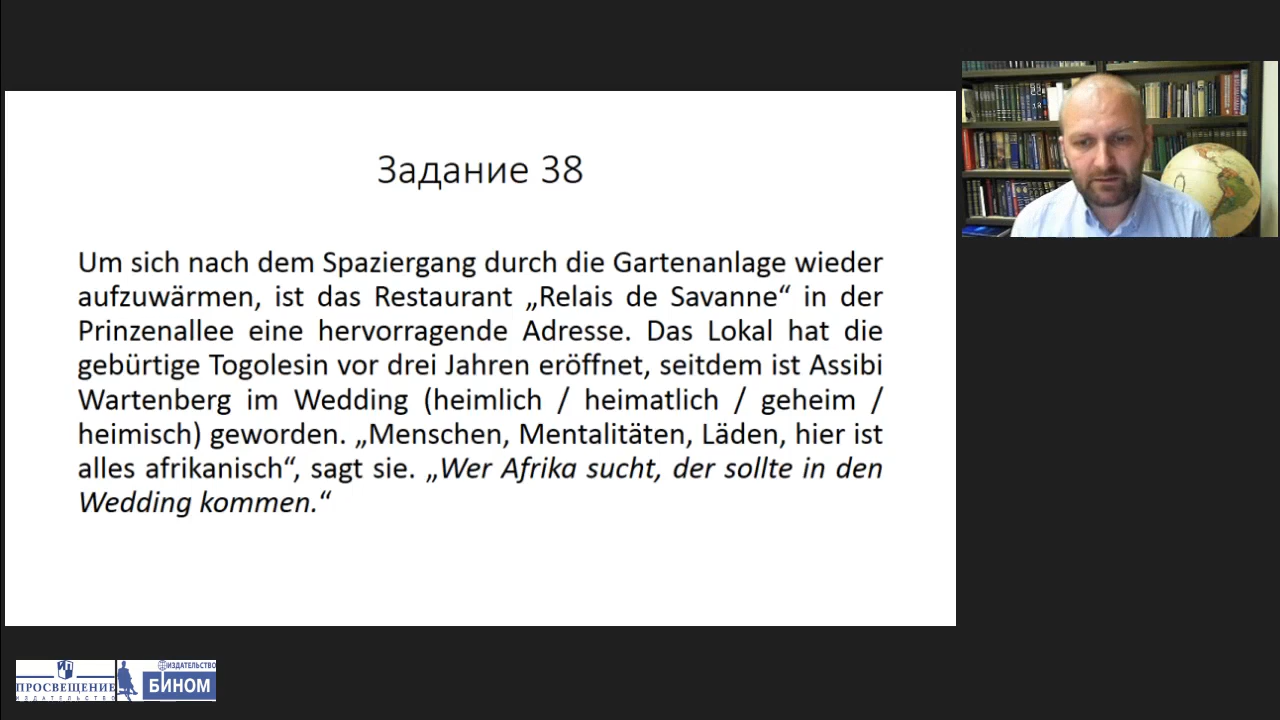 Задание 38
Um sich nach dem Spaziergang durch die Gartenanlage wieder
aufzuwärmen, ist das Restaurant „Relais de Savanne“ in der
Prinzenallee eine hervorragende Adresse. Das Lokal hat die
gebürtige Togolesin vor drei Jahren eröffnet, seitdem ist Assibi
Wartenberg im Wedding (heimlich / heimatlich / geheim /
heimisch) geworden. „Menschen, Mentalitäten, Läden, hier ist
alles afrikanisch“, sagt sie. „Wer Afrika sucht, der sollte in den
Wedding kommen.“
ПРОСВЕЩЕНИЕ
ИЗДАТЕЛЬСТВО
ИЗДАТЕЛЬСТВО
БИНОМ